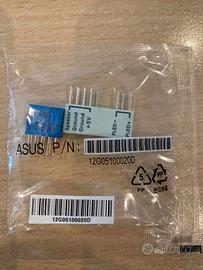 Speaker
Ground
Ground
+5V
PLED-
PLED+
ASUS P/N:
12G05100020D
5
PP
12G05100020D